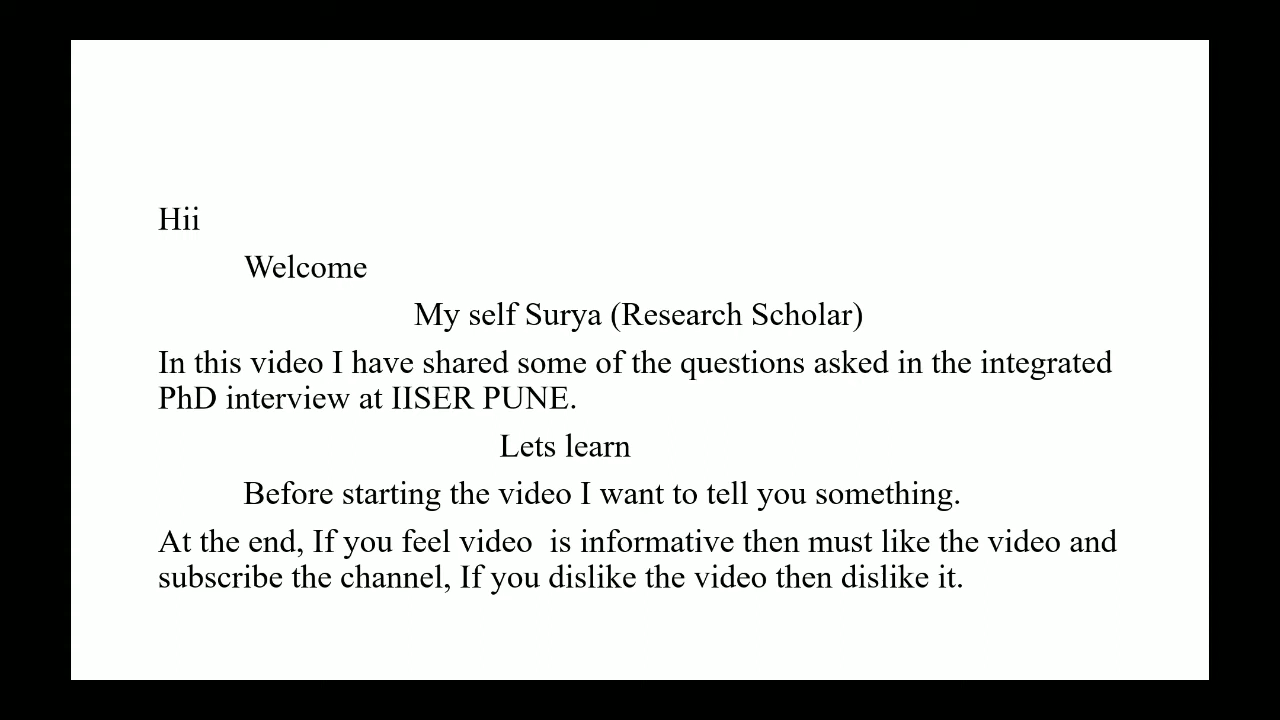 Hii
Welcome
My self Surya (Research Scholar)
In this video I have shared some of the questions asked in the integrated
PhD interview at IISER PUNE.
Lets learn
Before starting the video I want to tell you something.
At the end, If you feel video  is informative then must like the video and
subscribe the channel, If you dislike the video then dislike it.